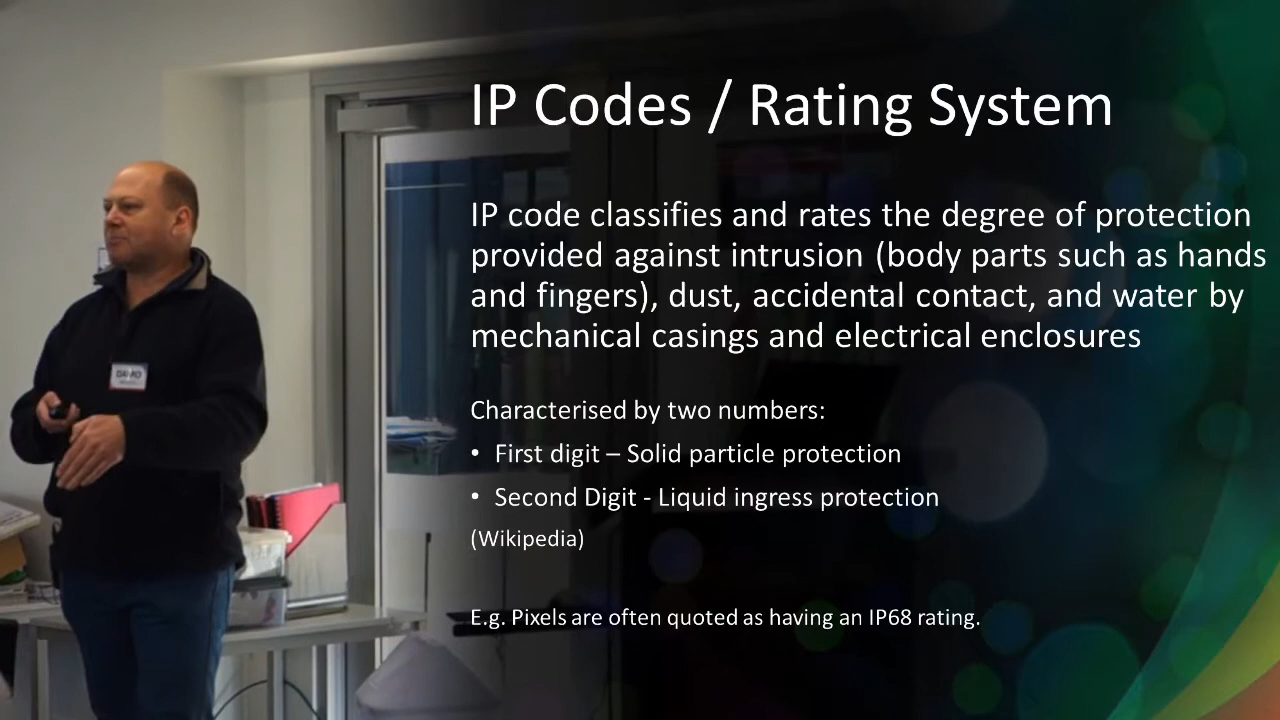 IP Codes / Rating System
IP code classifies and rates the degree of protection
provided against intrusion (body parts such as hands
and fingers), dust, accidental contact, and water by
mechanical casings and electrical enclosures
Characterised by two numbers:
• First digit – Solid particle protection
• Second Digit - Liquid ingress protection
(Wikipedia)
E.g. Pixels are often quoted as having an IP68 rating.
DAVID